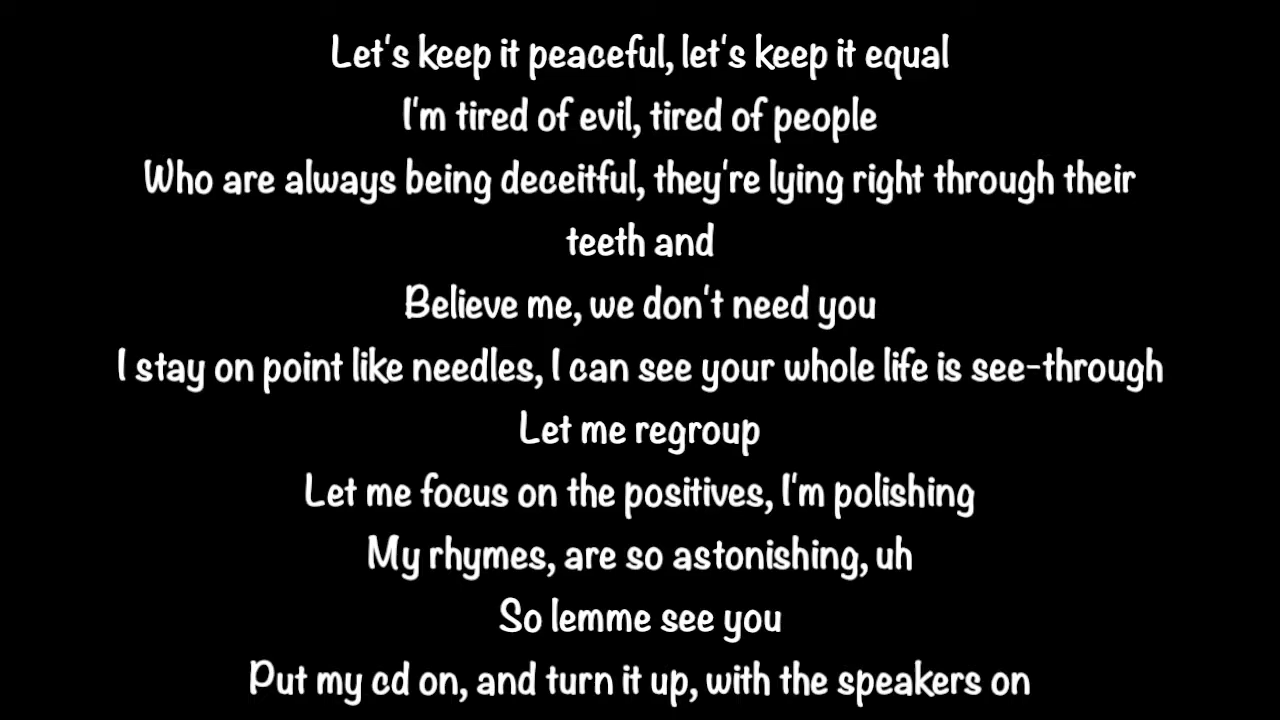 Let's keep it peaceful, let's keep it equal
I'm tired of evil, tired of people
Who are always being deceitful, they're lying right through their
teeth and
Believe me, we don't need you
I stay on point like needles, I can see your whole life is see-through
Let me regroup
Let me focus on the positives, I'm polishing
My rhymes, are so astonishing, uh
So lemme see you
Put my cd on, and turn it up, with the speakers on